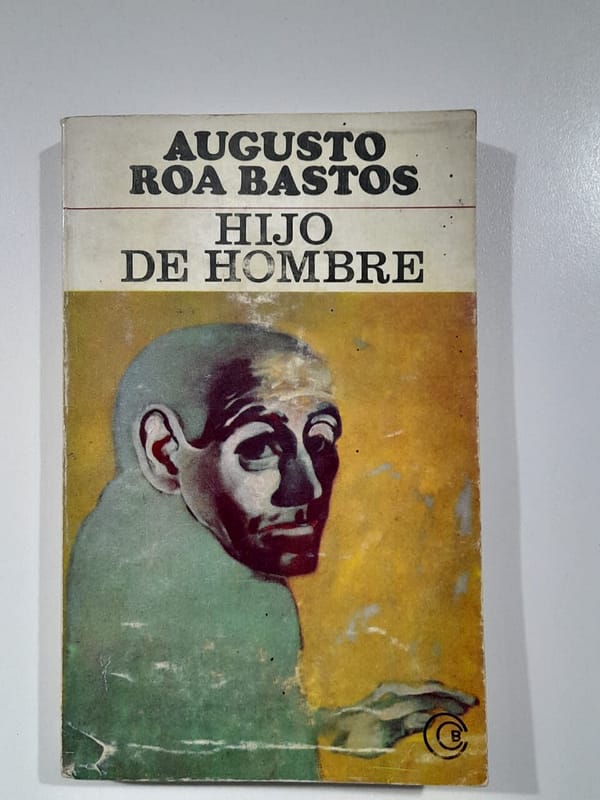 AUGUSTO
ROA BASTOS
HIJO
DE HOMBRE
B